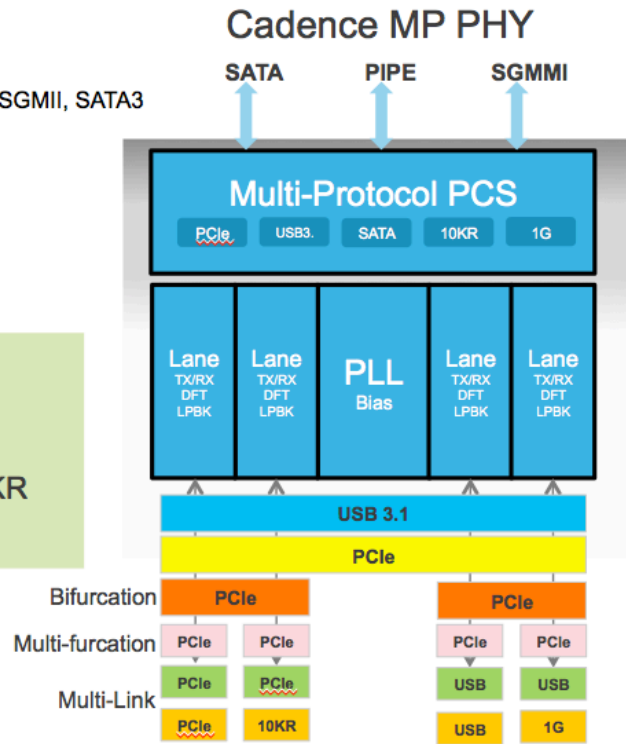 Cadence MP PHY
SATA PIPE SGMMI
SGMII, SATA3
Multi-Protocol PCS
PCIe USB3. SATA 10KR 1G
Lane
TX/RX
DFT
LPBK
Lane
TX/RX
DFT
LPBK
PLL
Bias
Lane
TX/RX
DFT
LPBK
Lane
TX/RX
DFT
LPBK
KR
USB 3.1
PCIe
Bifurcation PCIe PCIe
Multi-furcation PCIe PCIe PCIe PCIe
Multi-Link
PCIe PCIe USB USB
PCIe 10KR USB 1G